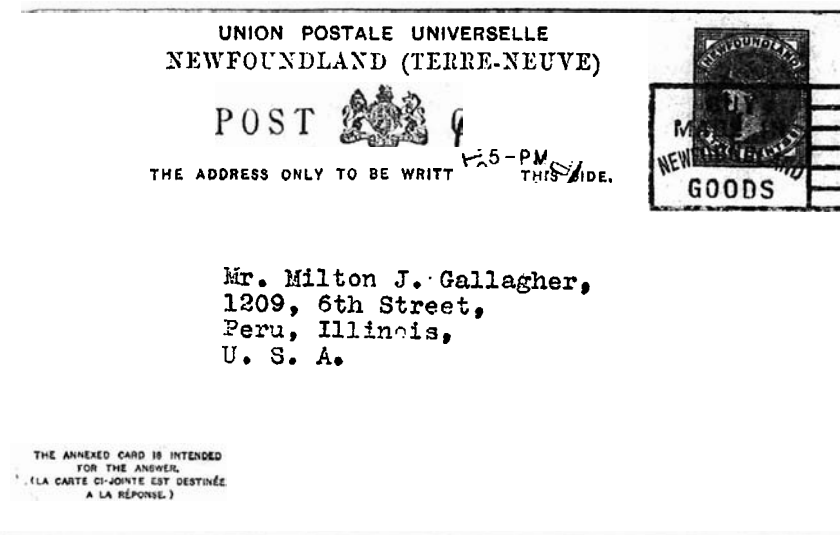 UNION POSTALE UNIVERSELLE
NEWFOUNDLAND (TERRE-NEUVE)
POST
5-PM
THE ADDRESS ONLY TO BE WRITT THIS SIDE.
NEWFOUNDLAND
NEWFOUNDLAND
GOODS
Mr. Milton J. Gallagher,
1209, 6th Street,
Peru, Illinois,
U. S. A.
THE ANNEXED CARD IS INTENDED
FOR THE ANSWER.
(LA CARTE CI-JOINTE EST DESTINÉE
A LA RÉPONSE.)